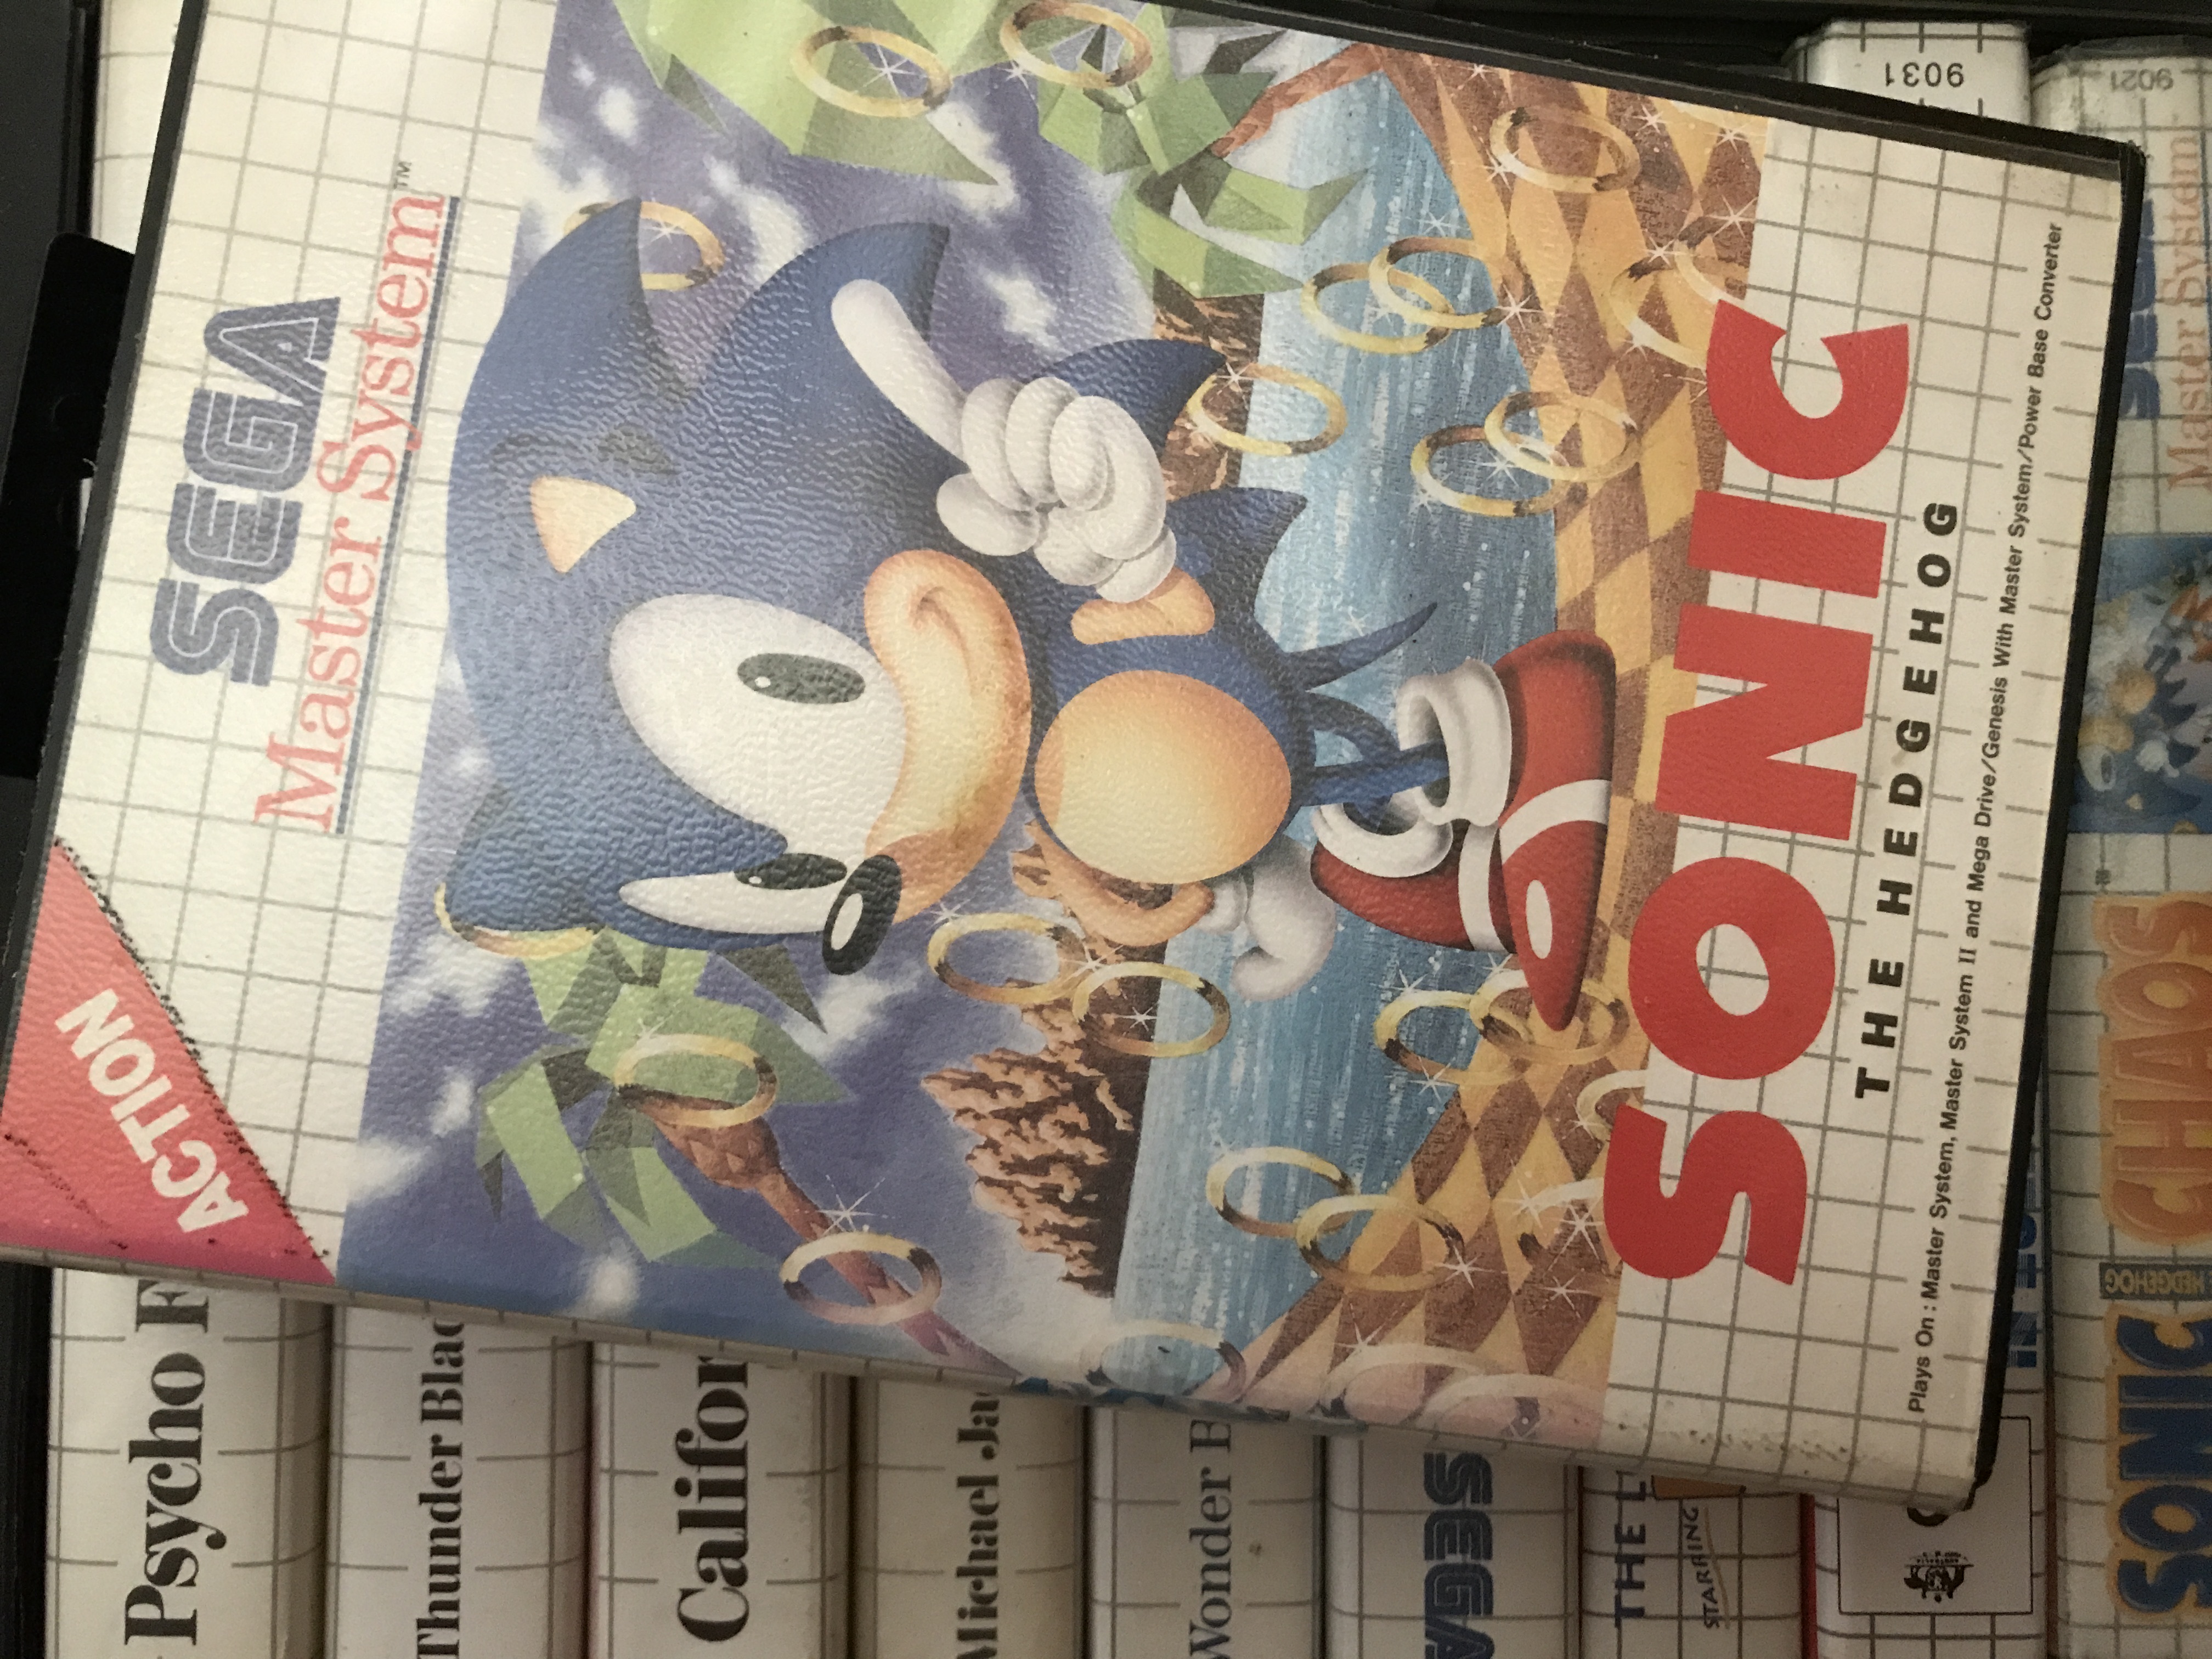 SEGA
Master System™
ACTION
SONIC
THE HEDGEHOG
Plays On : Master System, Master System II and Mega Drive/Genesis With Master System/Power Base Converter
Psycho
Thunder
Califor
Michael
Wonder
SEGA
THE
STARRING
9031
9021
SEGA
Master System
SONIC CHAOS
HEDGEHOG